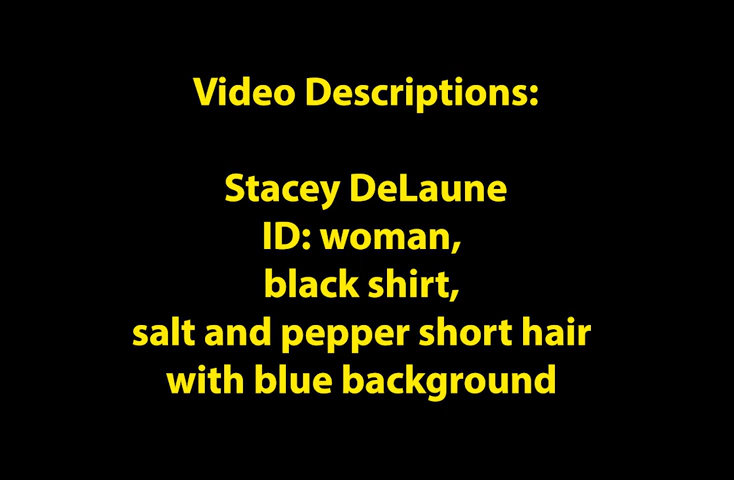 Video Descriptions:
Stacey DeLaune
ID: woman,
black shirt,
salt and pepper short hair
with blue background